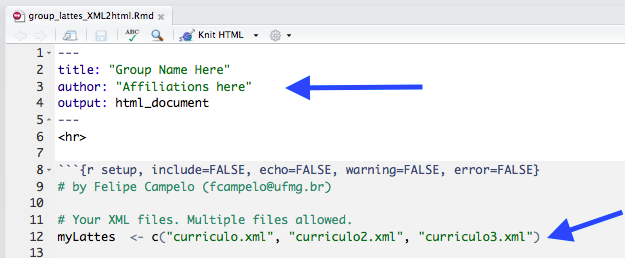 group_lattes_XML2html.Rmd
ABC Knit HTML
1 ---
2 title: "Group Name Here"
3 author: "Affiliations here"
4 output: html_document
5 ---
6 <hr>
7
8 ```{r setup, include=FALSE, echo=FALSE, warning=FALSE, error=FALSE}
9 # by Felipe Campelo (fcampelo@ufmg.br)
10
11 # Your XML files. Multiple files allowed.
12 myLattes  <- c("curriculo.xml", "curriculo2.xml", "curriculo3.xml")